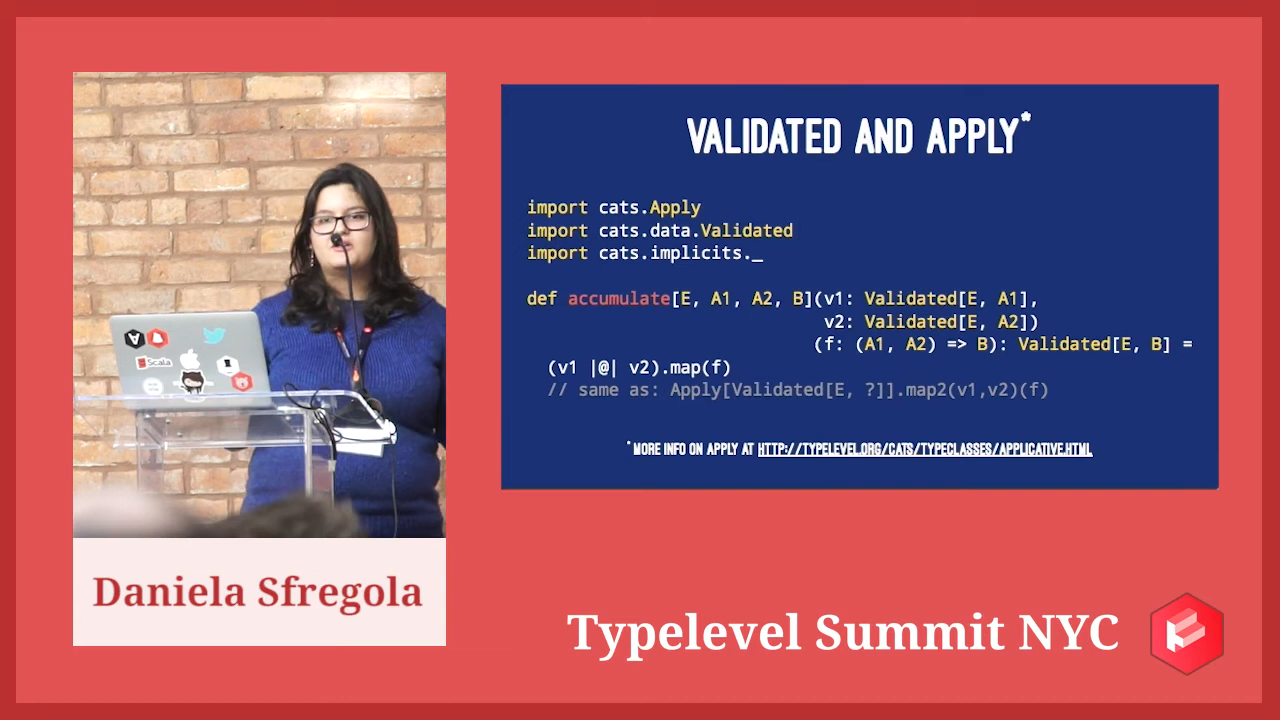 VALIDATED AND APPLY*
import cats.Apply
import cats.data.Validated
import cats.implicits._
def accumulate[E, A1, A2, B](v1: Validated[E, A1],
v2: Validated[E, A2])
(f: (A1, A2) => B): Validated[E, B] =
(v1 |@| v2).map(f)
// same as: Apply[Validated[E, ?]].map2(v1,v2)(f)
* MORE INFO ON APPLY AT HTTP://TYPELEVEL.ORG/CATS/TYPECLASSES/APPLICATIVE.HTML
Scala
Daniela Sfregola
Typelevel Summit NYC